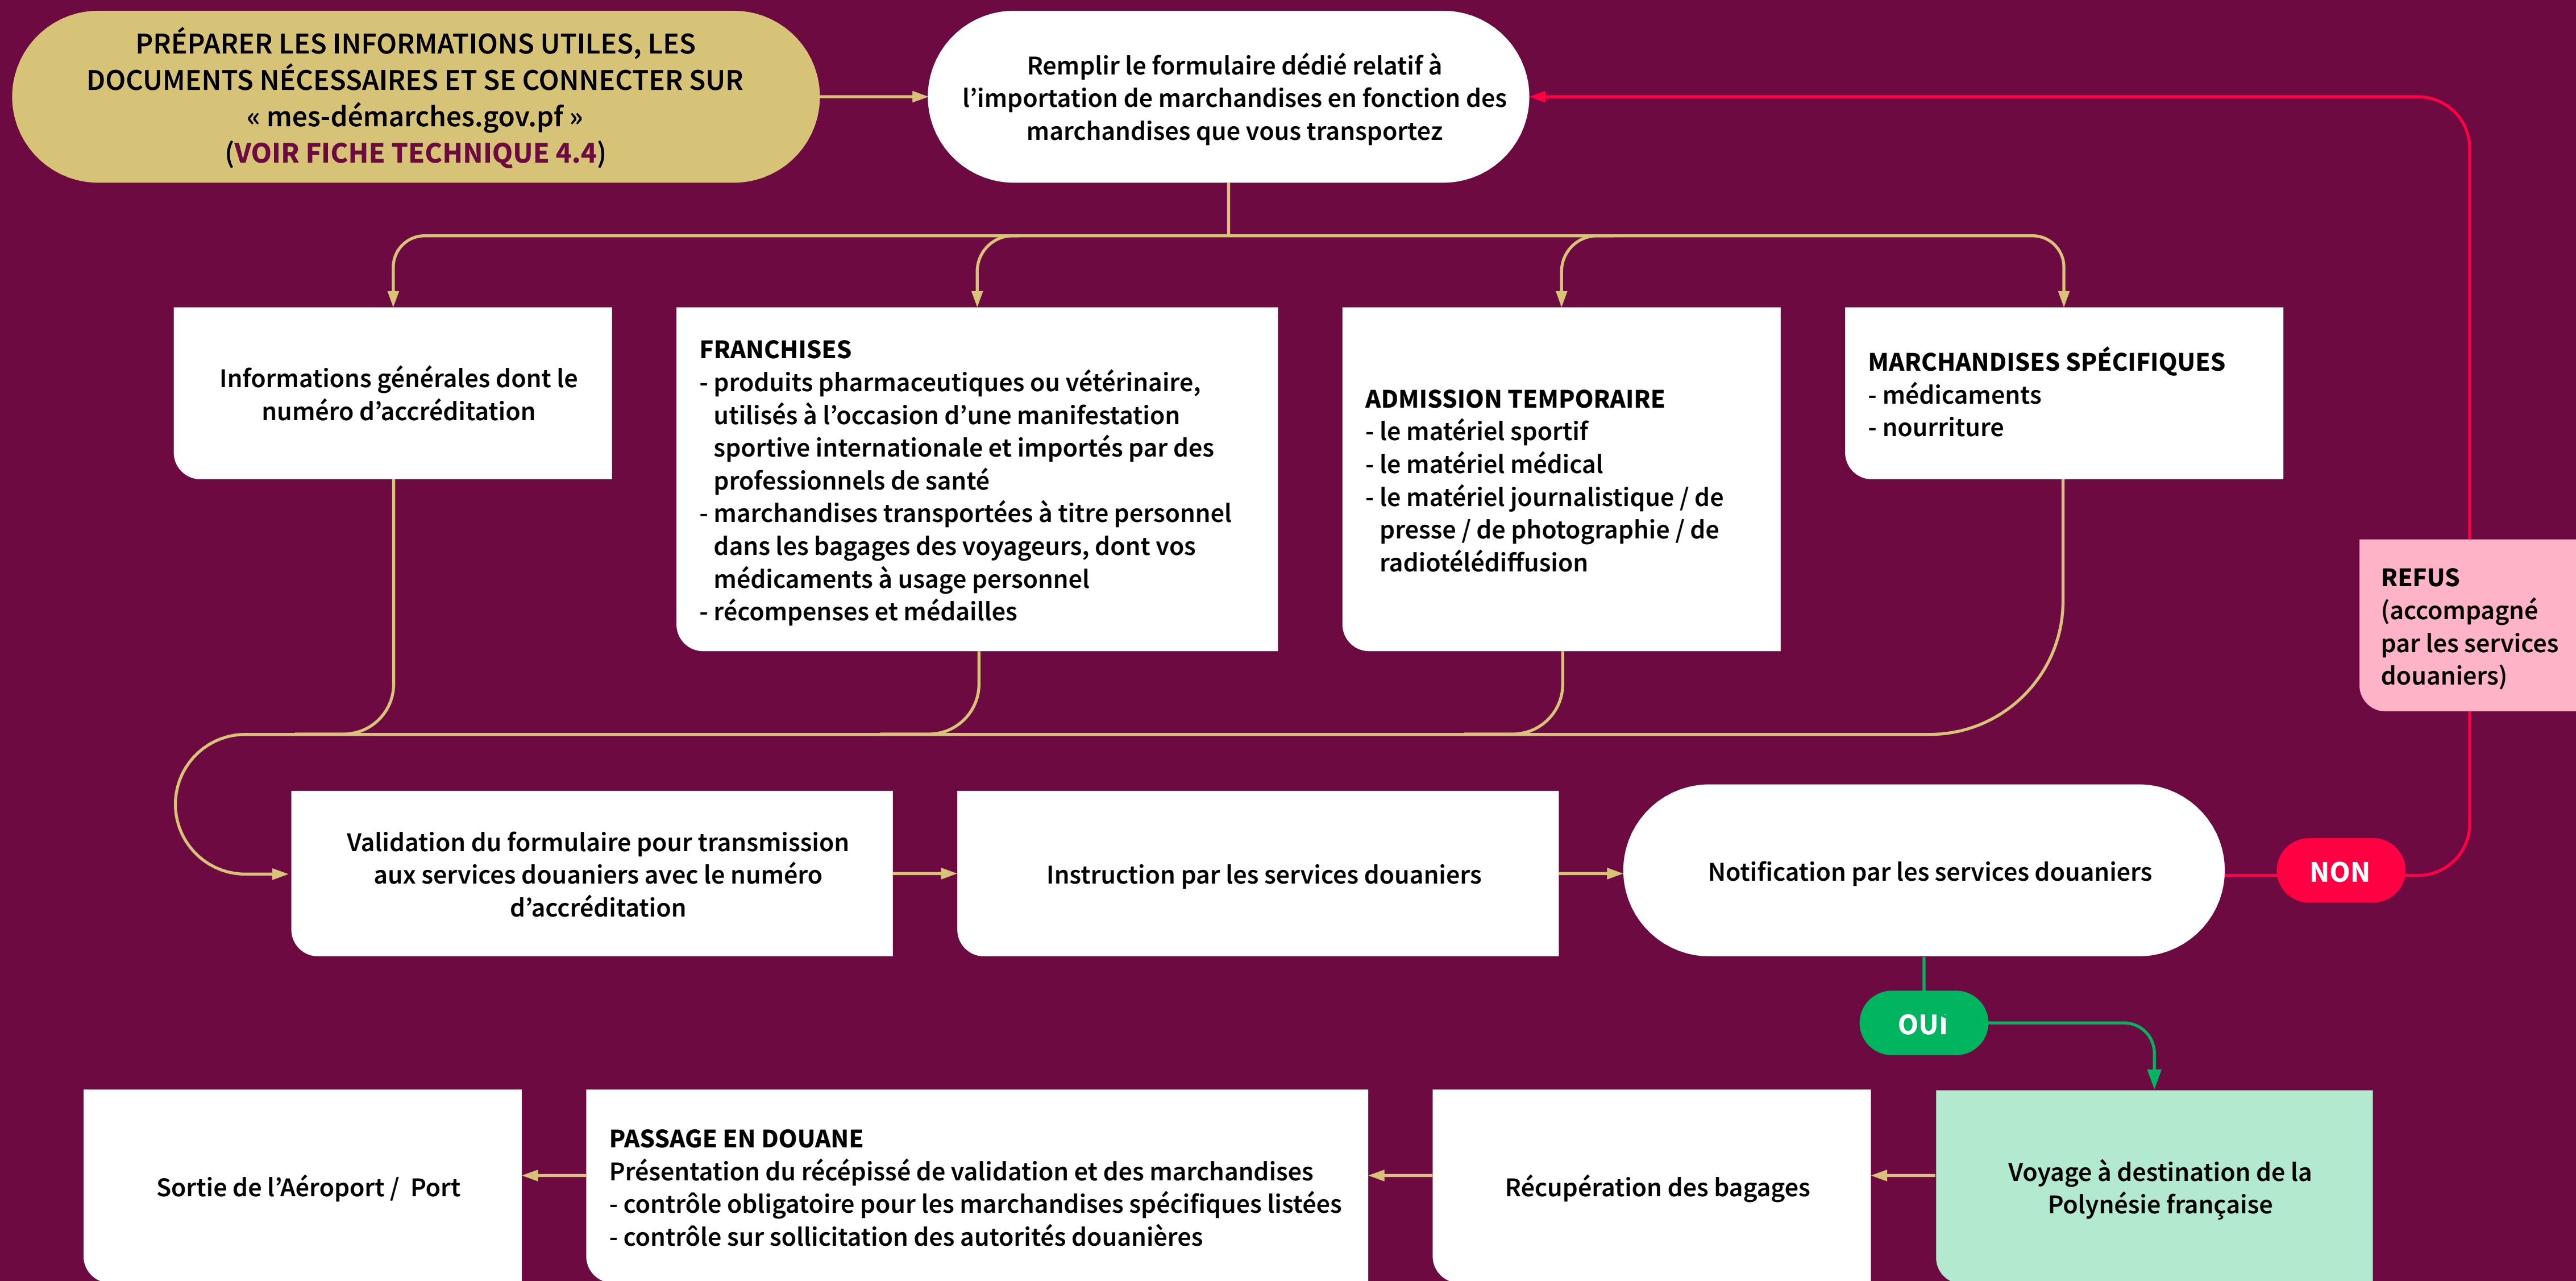 PRÉPARER LES INFORMATIONS UTILES, LES
DOCUMENTS NÉCESSAIRES ET SE CONNECTER SUR
« mes-démarches.gov.pf »
(VOIR FICHE TECHNIQUE 4.4)
Remplir le formulaire dédié relatif à
l’importation de marchandises en fonction des
marchandises que vous transportez
Informations générales dont le
numéro d’accréditation
FRANCHISES
- produits pharmaceutiques ou vétérinaire,
utilisés à l’occasion d’une manifestation
sportive internationale et importés par des
professionnels de santé
- marchandises transportées à titre personnel
dans les bagages des voyageurs, dont vos
médicaments à usage personnel
- récompenses et médailles
ADMISSION TEMPORAIRE
- le matériel sportif
- le matériel médical
- le matériel journalistique / de
presse / de photographie / de
radiotélédiffusion
MARCHANDISES SPÉCIFIQUES
- médicaments
- nourriture
REFUS
(accompagné
par les services
douaniers)
Validation du formulaire pour transmission
aux services douaniers avec le numéro
d’accréditation
Instruction par les services douaniers
Notification par les services douaniers
NON
OUI
Sortie de l’Aéroport / Port
PASSAGE EN DOUANE
Présentation du récépissé de validation et des marchandises
- contrôle obligatoire pour les marchandises spécifiques listées
- contrôle sur sollicitation des autorités douanières
Récupération des bagages
Voyage à destination de la
Polynésie française